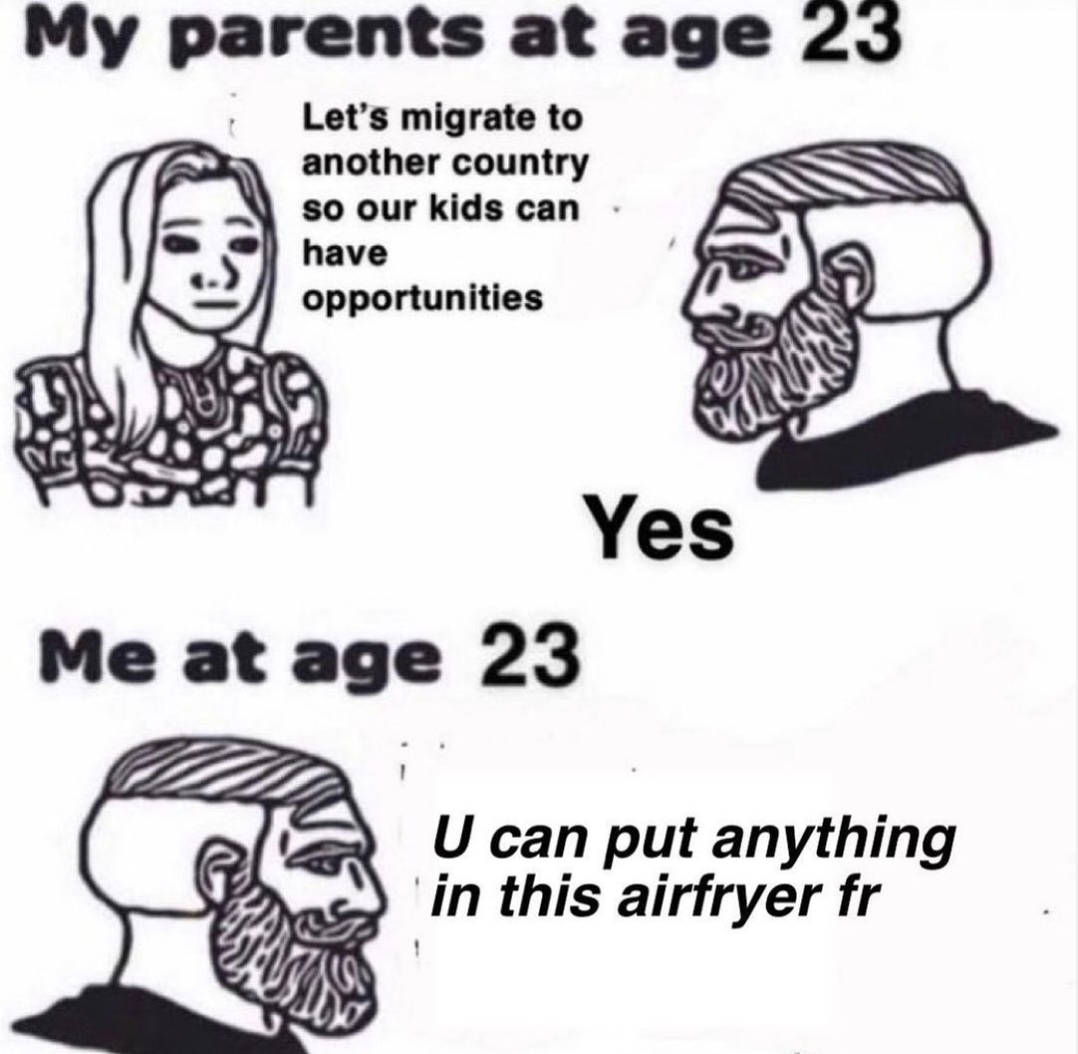 My parents at age 23
Let's migrate to
another country
so our kids can
have
opportunities
Yes
Me at age 23
U can put anything
in this airfryer fr